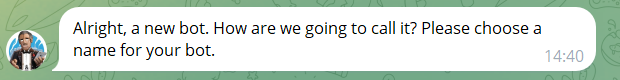 Alright, a new bot. How are we going to call it? Please choose a
name for your bot.
14:40